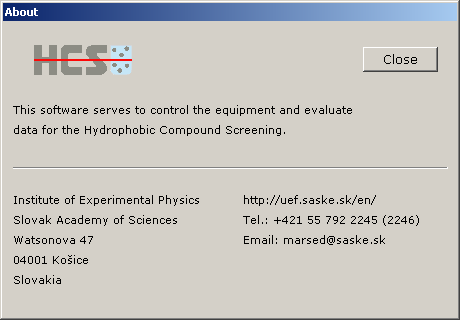 About
HCS
Close
This software serves to control the equipment and evaluate
data for the Hydrophobic Compound Screening.
Institute of Experimental Physics
Slovak Academy of Sciences
Watsonova 47
04001 Košice
Slovakia
http://uef.saske.sk/en/
Tel.: +421 55 792 2245 (2246)
Email: marsed@saske.sk